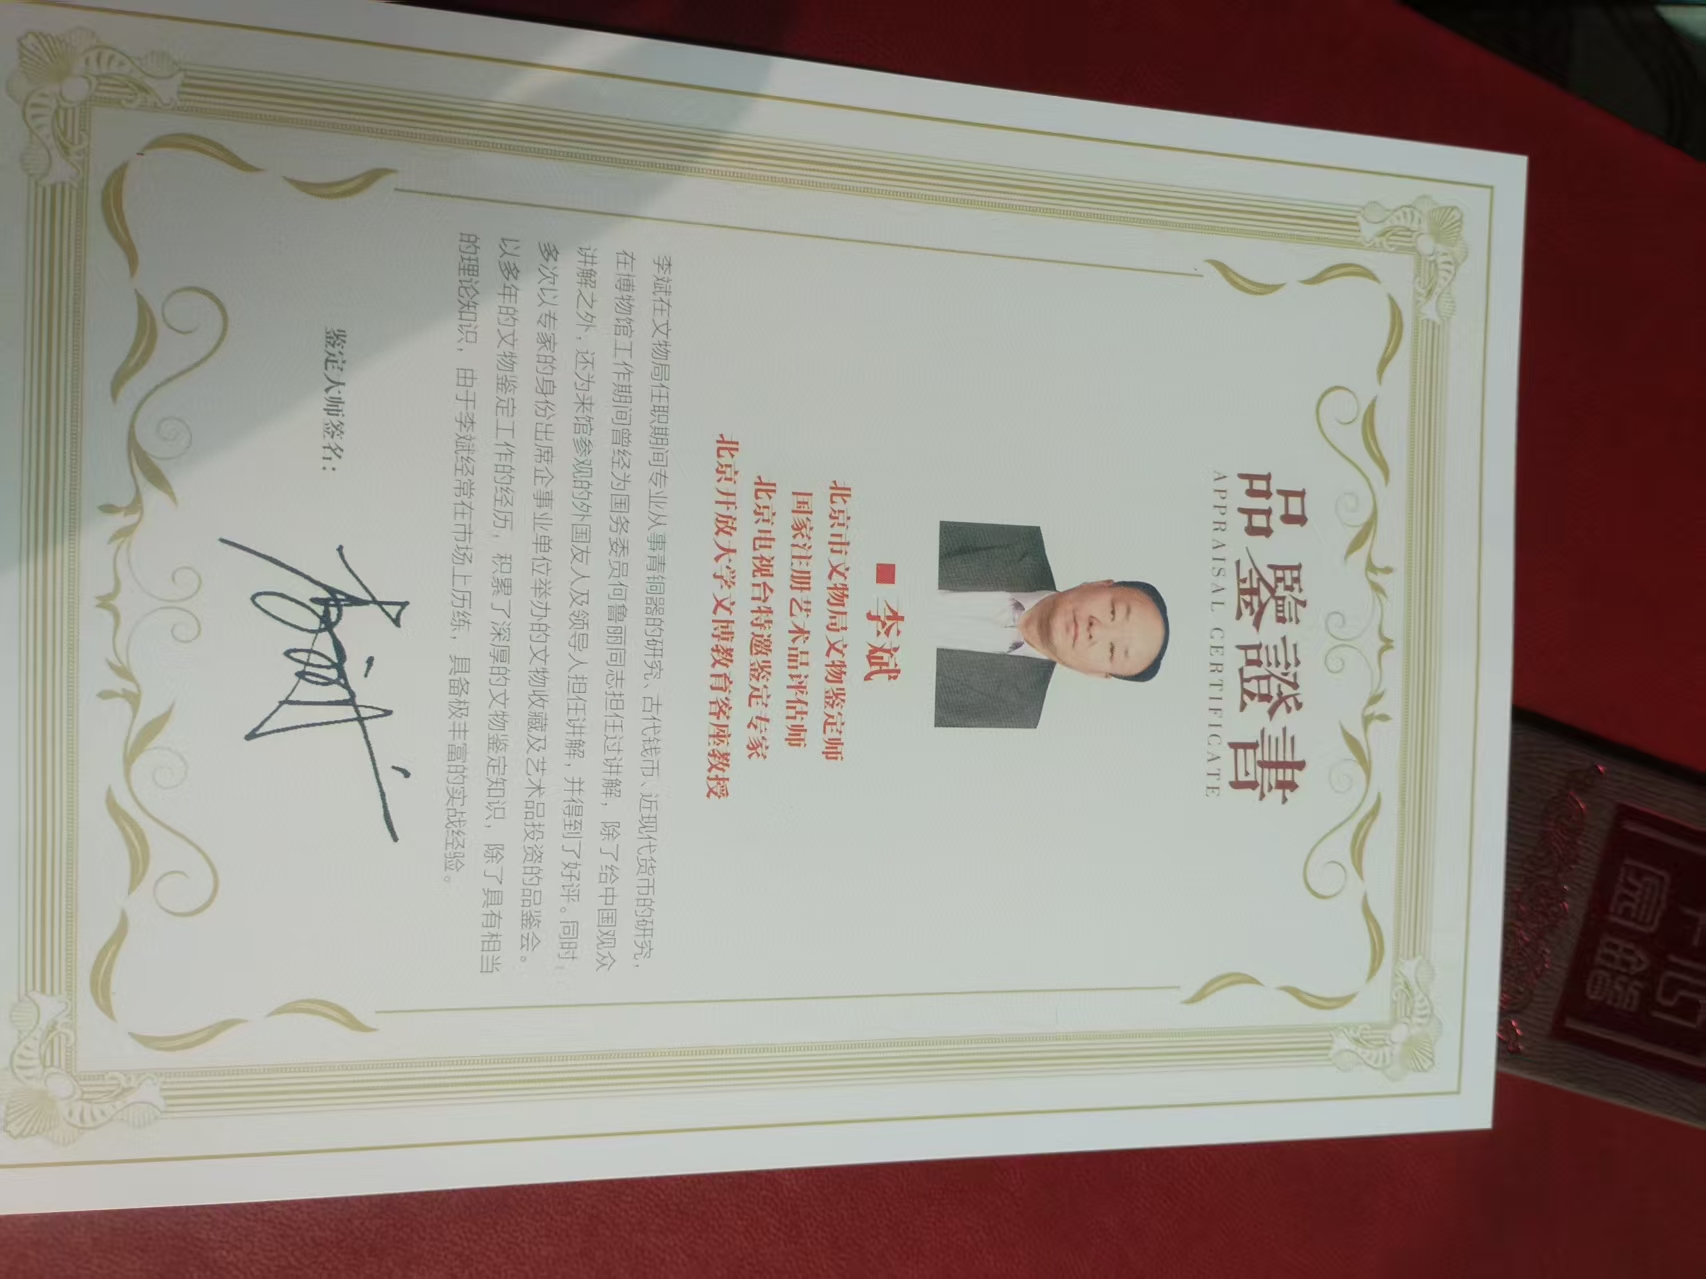 品鑒證書
APPRAISAL CERTIFICATE
李斌
北京市文物局文物鉴定师
国家注册艺术品评估师
北京电视台特邀鉴定专家
北京开放大学文博教育客座教授
李斌在文物局任职期间专业从事青铜器的研究、古代钱币、近现代货币的研究，
在博物馆工作期间曾经为国务委员何鲁丽同志担任过讲解，除了给中国观众
讲解之外，还为来馆参观的外国友人及领导人担任讲解，并得到了好评。同时，
多次以专家的身份出席企事业单位举办的文物收藏及艺术品投资的品鉴会。
以多年的文物鉴定工作的经历，积累了深厚的文物鉴定知识，除了具有相当
的理论知识，由于李斌经常在市场上历练，具备极丰富的实战经验。
鉴定大师签名：